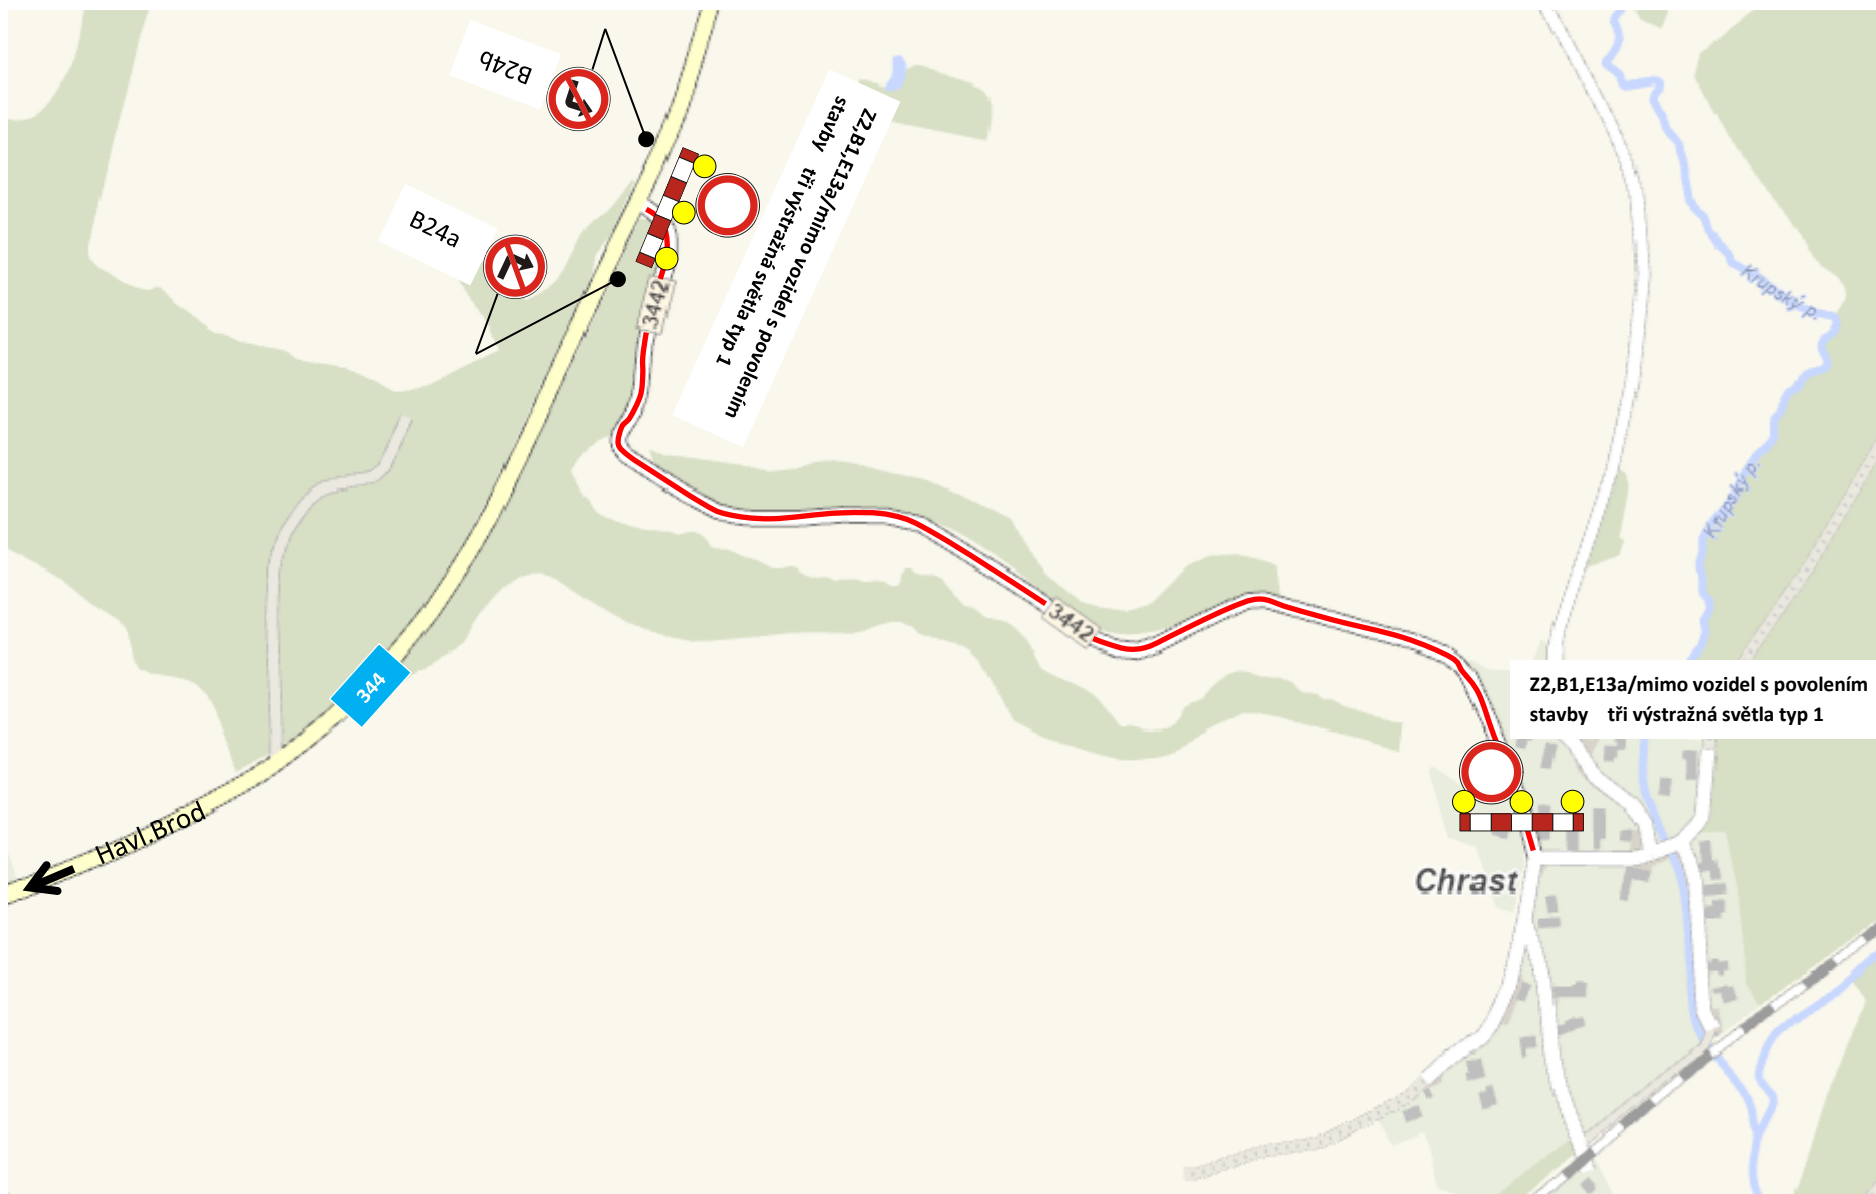 B24b
B24a
Z2,B1,E13a/mimo vozidel s povolením
stavby tři výstražná světla typ 1
3442
Krupský p.
Krupský p.
3442
344
Z2,B1,E13a/mimo vozidel s povolením
stavby tři výstražná světla typ 1
Havl.Brod
Chrast